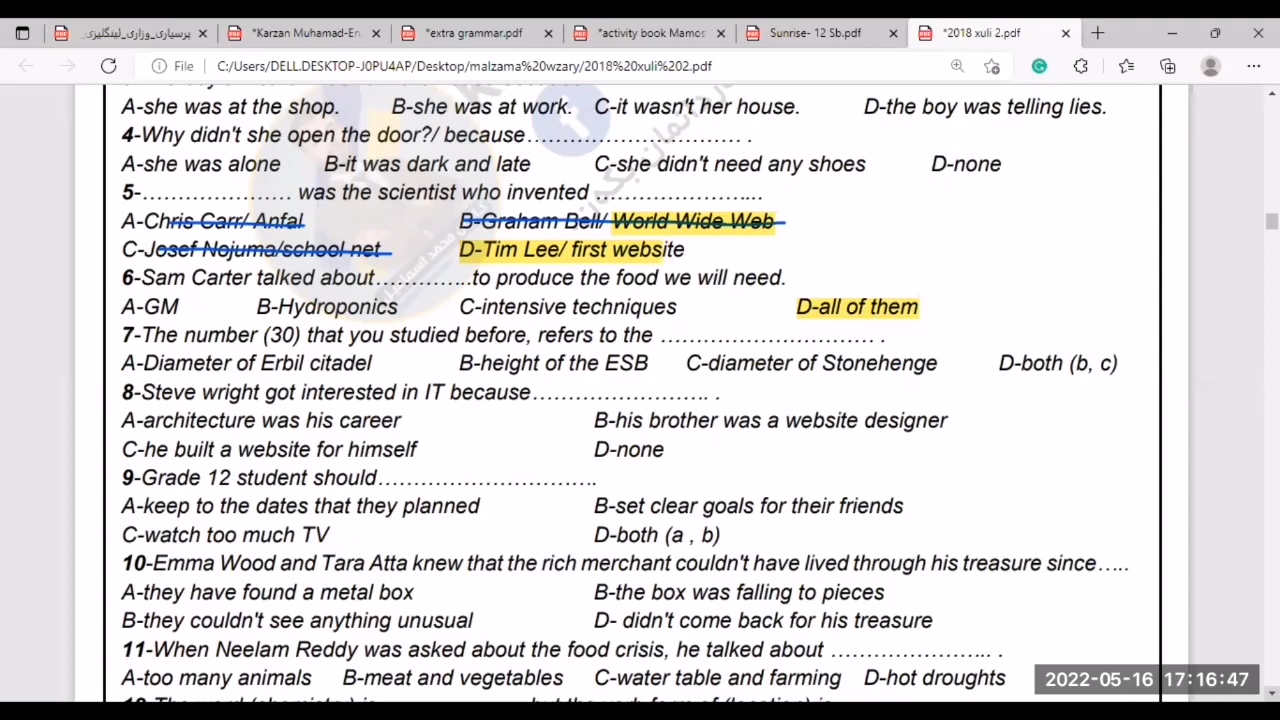 پرسیاری_وزاری_ئینگلیزی_ *Karzan Muhamad-En *extra grammar.pdf *activity book Mamos Sunrise- 12 Sb.pdf *2018 xuli 2.pdf
File C:/Users/DELL.DESKTOP-J0PU4AP/Desktop/malzama%20wzary/2018%20xuli%202.pdf
A-she was at the shop. B-she was at work. C-it wasn't her house. D-the boy was telling lies.
4-Why didn't she open the door?/ because………………………… .
A-she was alone B-it was dark and late C-she didn't need any shoes D-none
5-………………… was the scientist who invented …………………..
A-Chris Carr/ Anfal B-Graham Bell/ World Wide Web
C-Josef Nojuma/school net D-Tim Lee/ first website
6-Sam Carter talked about…………..to produce the food we will need.
A-GM B-Hydroponics C-intensive techniques D-all of them
7-The number (30) that you studied before, refers to the ………………………… .
A-Diameter of Erbil citadel B-height of the ESB C-diameter of Stonehenge D-both (b, c)
8-Steve wright got interested in IT because……………………. .
A-architecture was his career B-his brother was a website designer
C-he built a website for himself D-none
9-Grade 12 student should………………………….
A-keep to the dates that they planned B-set clear goals for their friends
C-watch too much TV D-both (a , b)
10-Emma Wood and Tara Atta knew that the rich merchant couldn't have lived through his treasure since…..
A-they have found a metal box B-the box was falling to pieces
B-they couldn't see anything unusual D- didn't come back for his treasure
11-When Neelam Reddy was asked about the food crisis, he talked about ………………….. .
A-too many animals B-meat and vegetables C-water table and farming D-hot droughts
2022-05-16 17:16:47